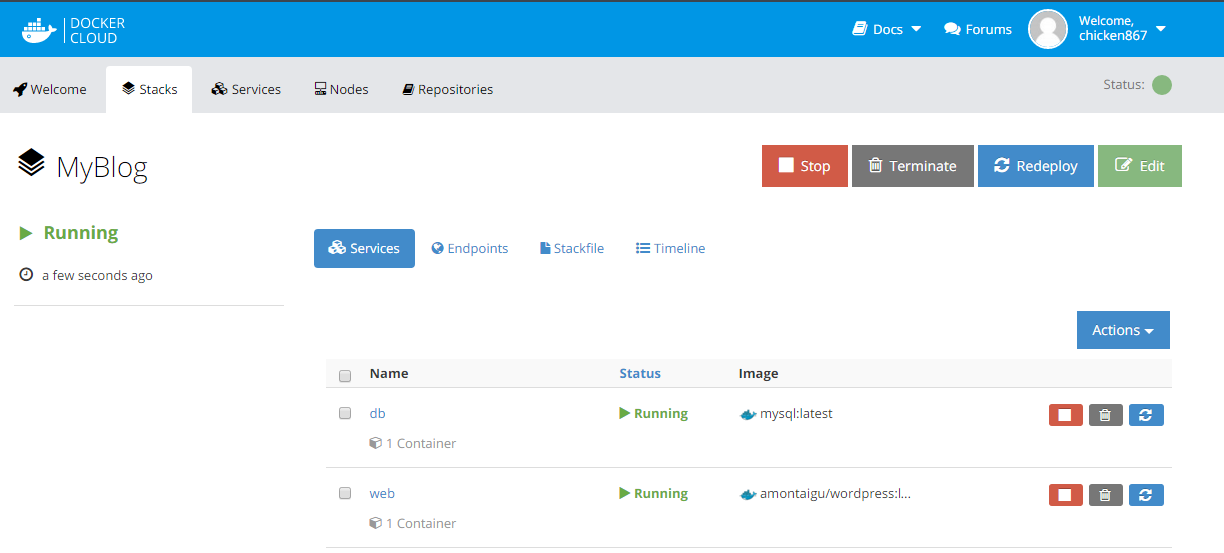 DOCKER
CLOUD
Docs
Forums
Welcome,
chicken867
Welcome
Stacks
Services
Nodes
Repositories
Status:
MyBlog
Stop
Terminate
Redeploy
Edit
Running
a few seconds ago
Services
Endpoints
Stackfile
Timeline
Actions
Name Status Image
db Running mysql:latest
1 Container
web Running amontaigu/wordpress:l...
1 Container